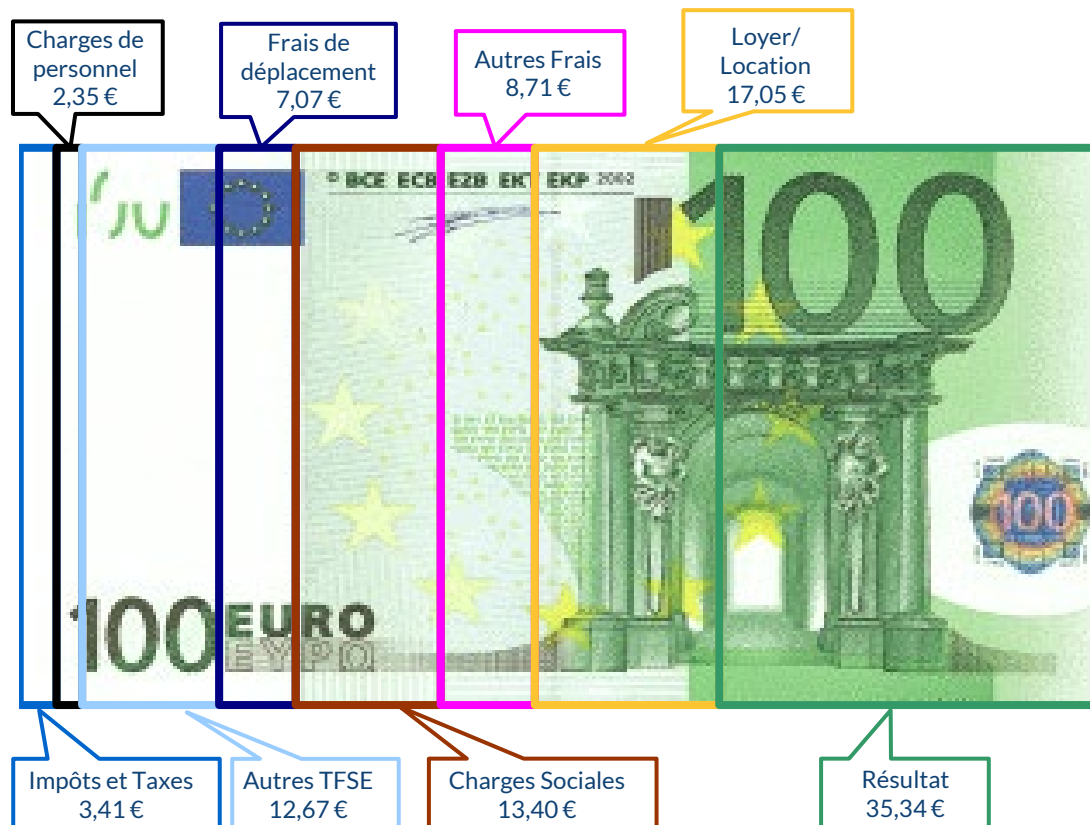 Charges de
personnel
2,35 €
Frais de
déplacement
7,07 €
Autres Frais
8,71 €
Loyer/
Location
17,05 €
© BCE ECB EZB EKT EKP 2002
100
100
100 EURO
ΕΥΡΩ
Impôts et Taxes
3,41 €
Autres TFSE
12,67 €
Charges Sociales
13,40 €
Résultat
35,34 €